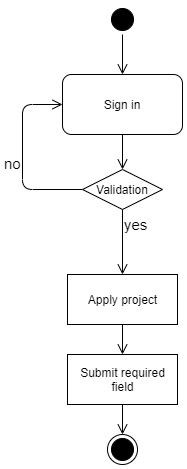 Sign in
no
Validation
yes
Apply project
Submit required
field